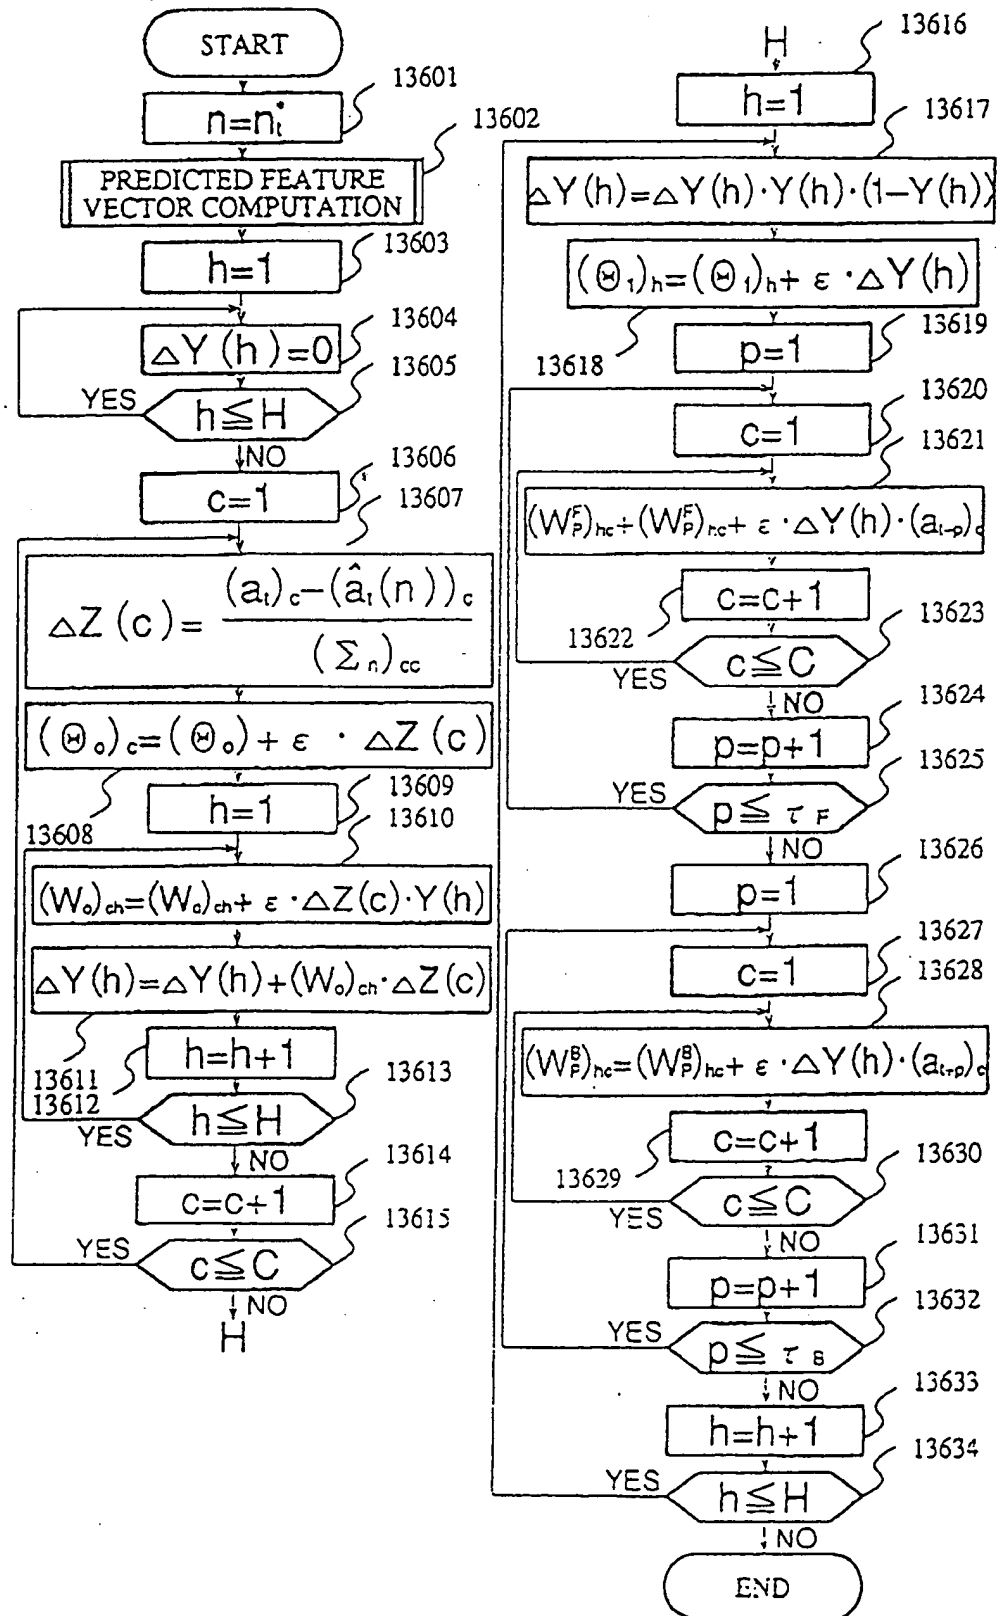 START
13601
n=n_t^*
13602
PREDICTED FEATURE
VECTOR COMPUTATION
13603
h=1
13604
ΔY(h)=0
13605
YES
h≦H
NO
13606
c=1
13607
ΔZ(c)= (a_t)_c-(â_t(n))_c / (Σ_n)_cc
(Θ_o)_c=(Θ_o)+ε·ΔZ(c)
13608
13609
h=1
13610
(W_o)_ch=(W_o)_ch+ε·ΔZ(c)·Y(h)
ΔY(h)=ΔY(h)+(W_o)_ch·ΔZ(c)
13611
h=h+1
13612
13613
YES
h≦H
NO
13614
c=c+1
13615
YES
c≦C
NO
H
H
13616
h=1
13617
ΔY(h)=ΔY(h)·Y(h)·(1-Y(h))
(Θ_1)_h=(Θ_1)_h+ε·ΔY(h)
13618
13619
p=1
13620
c=1
13621
(W_P^F)_hc÷(W_P^F)_hc+ε·ΔY(h)·(a_t-p)_c
c=c+1
13622
13623
YES
c≦C
NO
13624
p=p+1
13625
YES
p≦τ_F
NO
13626
p=1
13627
c=1
13628
(W_P^B)_hc=(W_P^B)_hc+ε·ΔY(h)·(a_t+p)_c
c=c+1
13629
13630
YES
c≦C
NO
13631
p=p+1
13632
YES
p≦τ_B
NO
13633
h=h+1
13634
YES
h≦H
NO
END